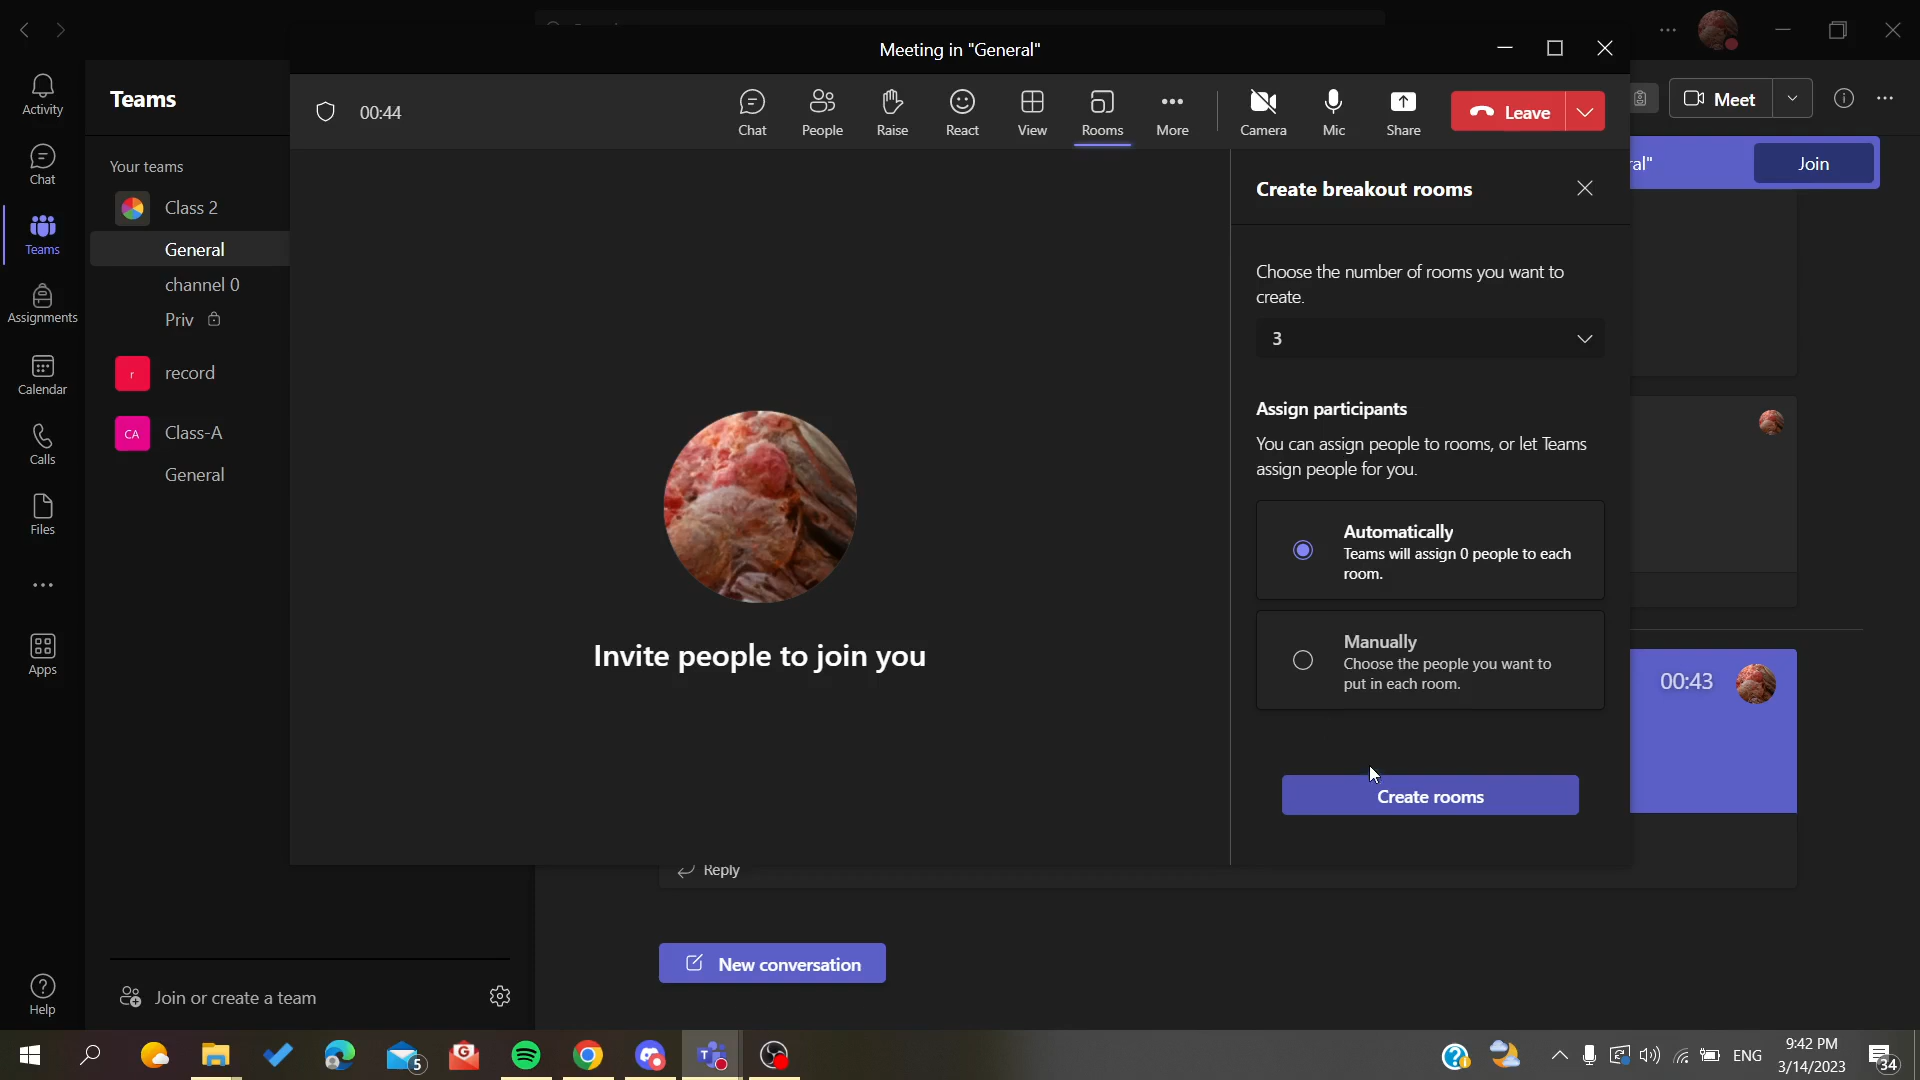 Meeting in "General"
Activity
Teams
00:44
Chat
People
Raise
React
View
Rooms
More
Camera
Mic
Share
Leave
Meet
Your teams
Chat
Class 2
Teams
General
channel 0
Assignments
Priv
Calendar
r
record
CA
Class-A
Calls
General
Files
Apps
Join or create a team
Help
Create breakout rooms
al"
Join
Choose the number of rooms you want to
create.
3
Assign participants
You can assign people to rooms, or let Teams
assign people for you.
Automatically
Teams will assign 0 people to each
room.
Manually
Choose the people you want to
put in each room.
Create rooms
Invite people to join you
00:43
Reply
New conversation
5
ENG
9:42 PM
3/14/2023
34